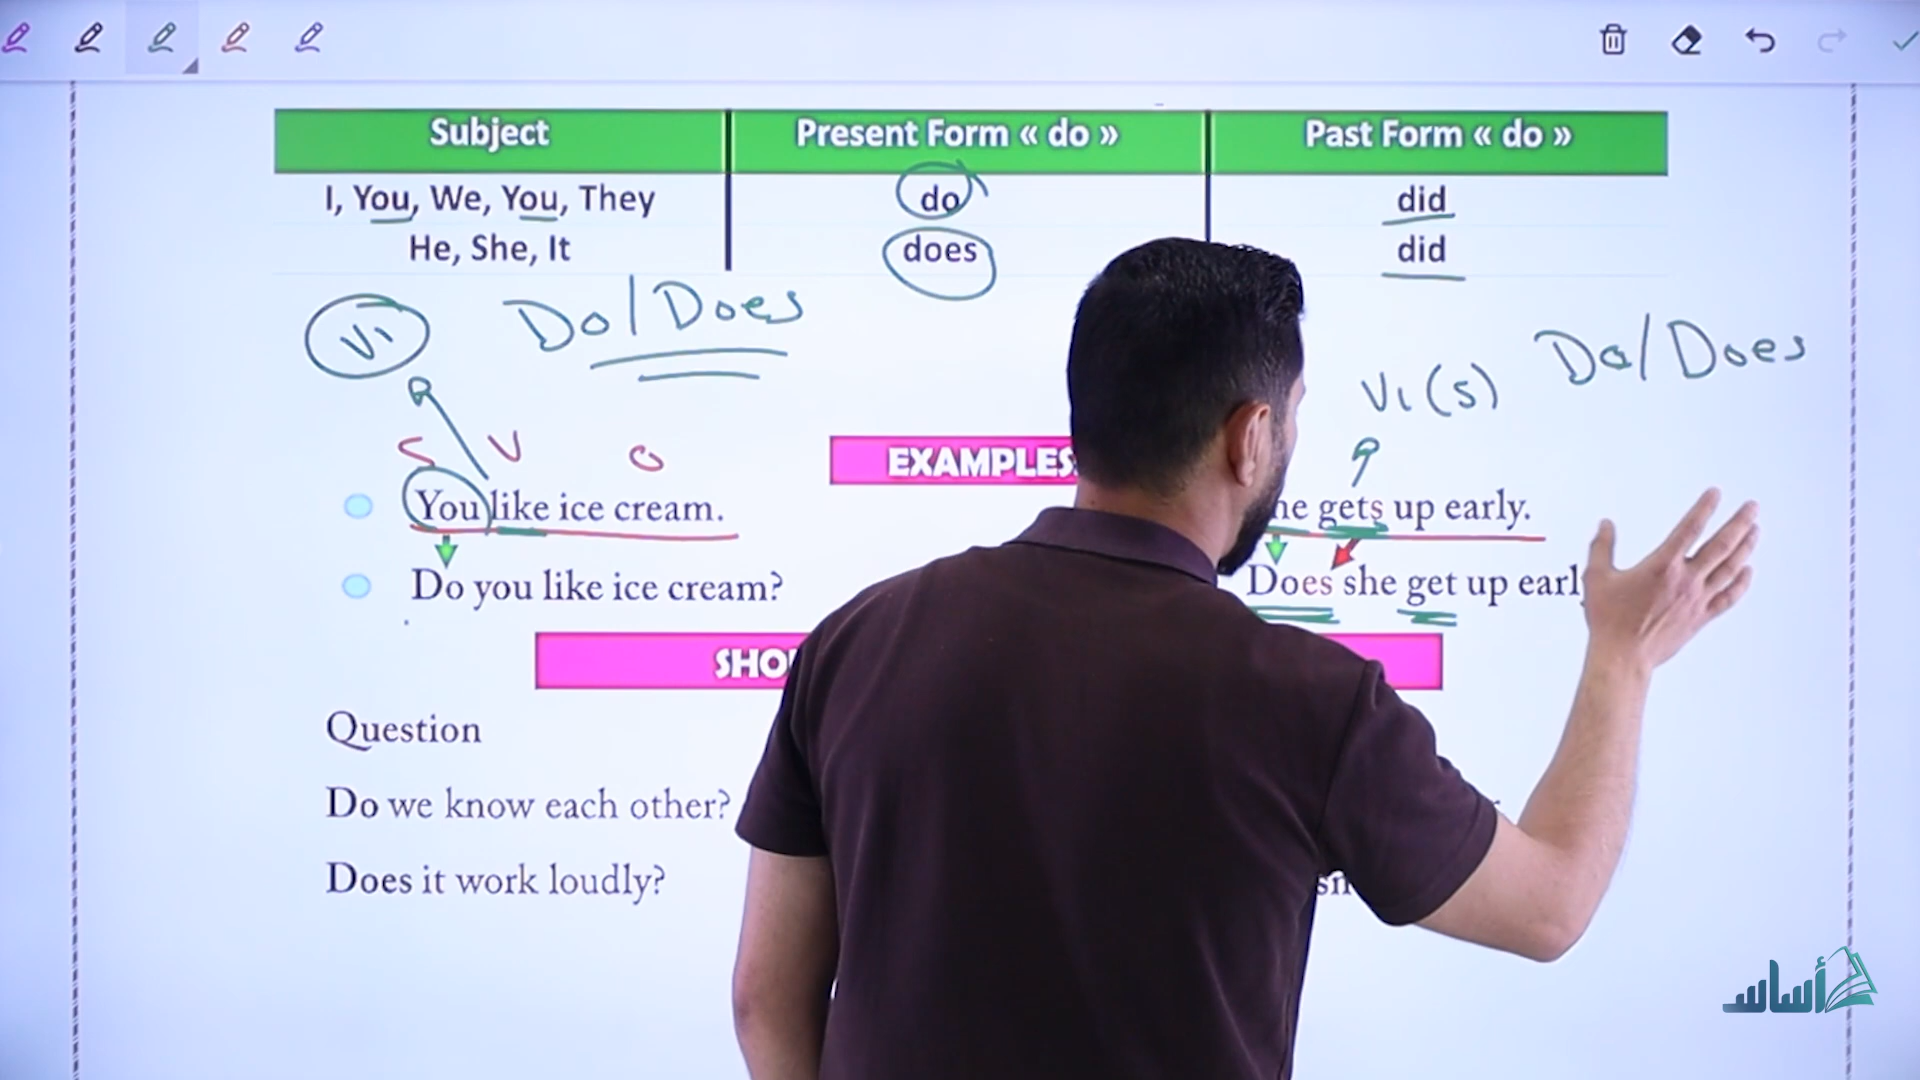 Subject Present Form « do » Past Form « do »
I, You, We, You, They do did
He, She, It does did
V1 Do/Does
V1(s) Do/Does
S V O
EXAMPLES
You like ice cream.
gets up early.
Do you like ice cream?
Does she get up
Question
Do we know each other?
Does it work loudly?
أساس